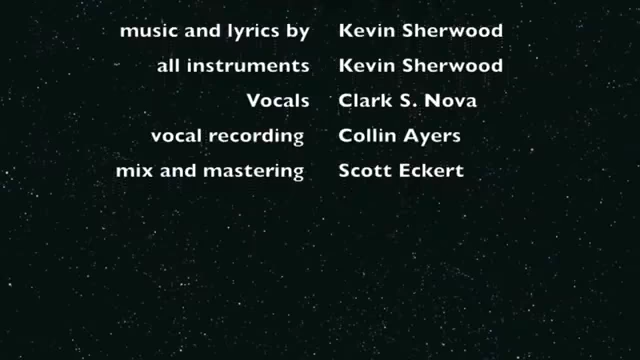 music and lyrics by Kevin Sherwood
all instruments Kevin Sherwood
Vocals Clark S. Nova
vocal recording Collin Ayers
mix and mastering Scott Eckert